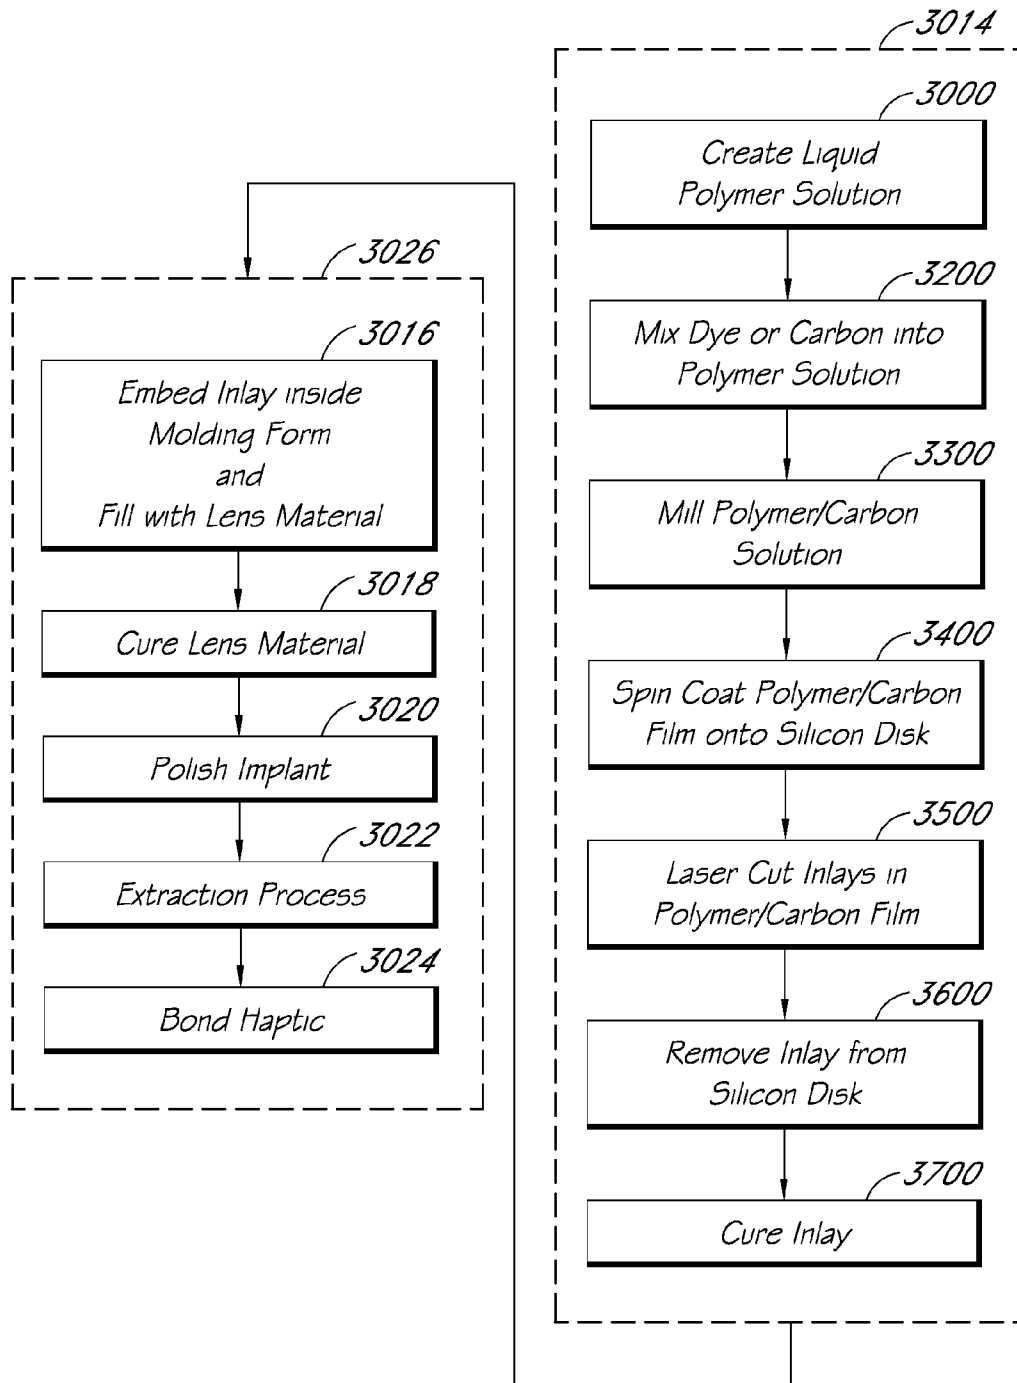 3014
3000
Create Liquid
Polymer Solution
3200
Mix Dye or Carbon into
Polymer Solution
3300
Mill Polymer/Carbon
Solution
3400
Spin Coat Polymer/Carbon
Film onto Silicon Disk
3500
Laser Cut Inlays in
Polymer/Carbon Film
3600
Remove Inlay from
Silicon Disk
3700
Cure Inlay
3026
3016
Embed Inlay inside
Molding Form
and
Fill with Lens Material
3018
Cure Lens Material
3020
Polish Implant
3022
Extraction Process
3024
Bond Haptic